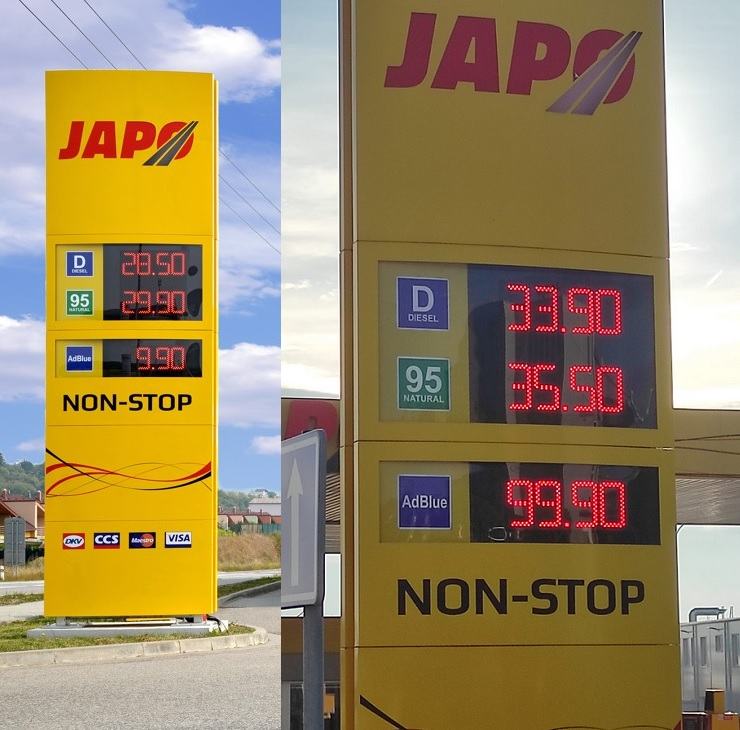 JAPO
D
DIESEL
28.50
95
NATURAL
29.90
AdBlue
9.90
NON-STOP
DKV
CCS
Maestro
VISA
JAPO
D
DIESEL
33.90
95
NATURAL
35.50
AdBlue
99.90
NON-STOP